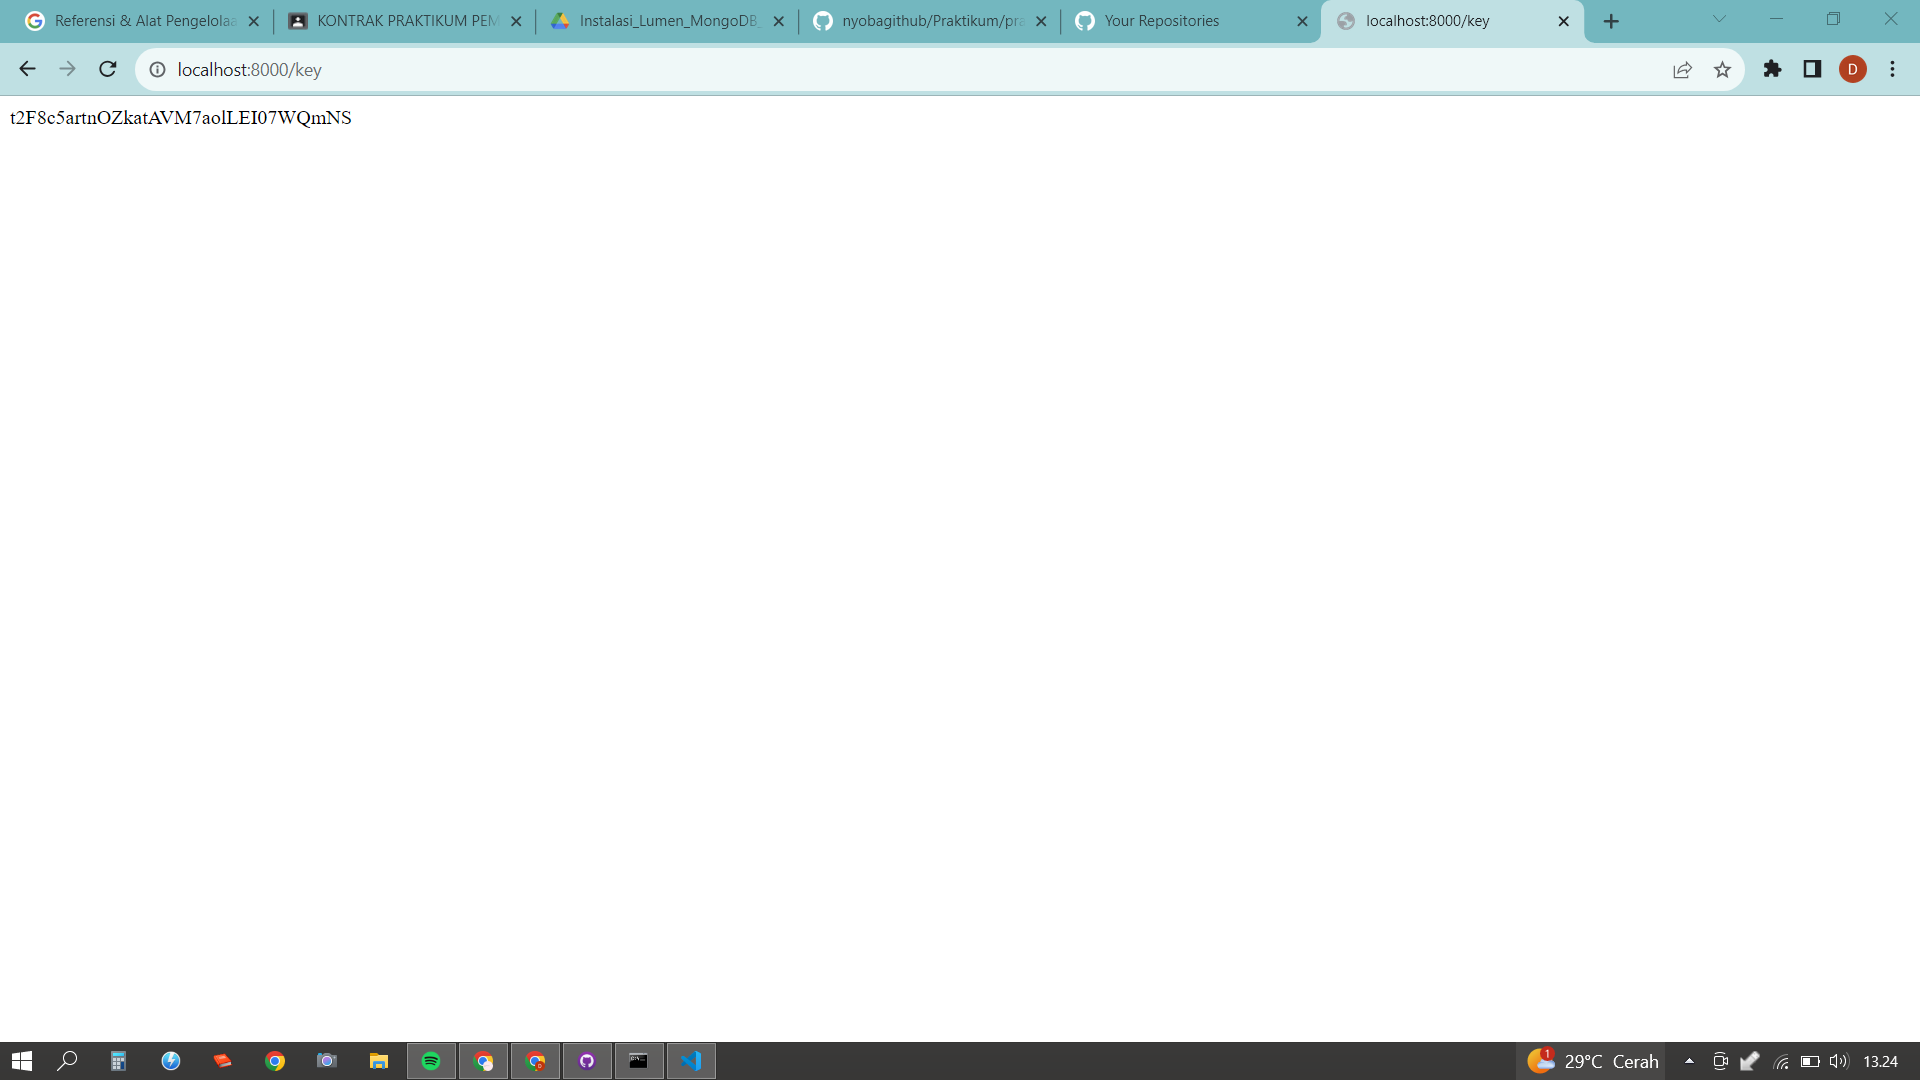 Referensi & Alat Pengelolaa
KONTRAK PRAKTIKUM PEM
Instalasi_Lumen_MongoDB_
nyobagithub/Praktikum/pra
Your Repositories
localhost:8000/key
localhost:8000/key
D
t2F8c5artnOZkatAVM7aolLEI07WQmNS
1
29°C Cerah
13.24